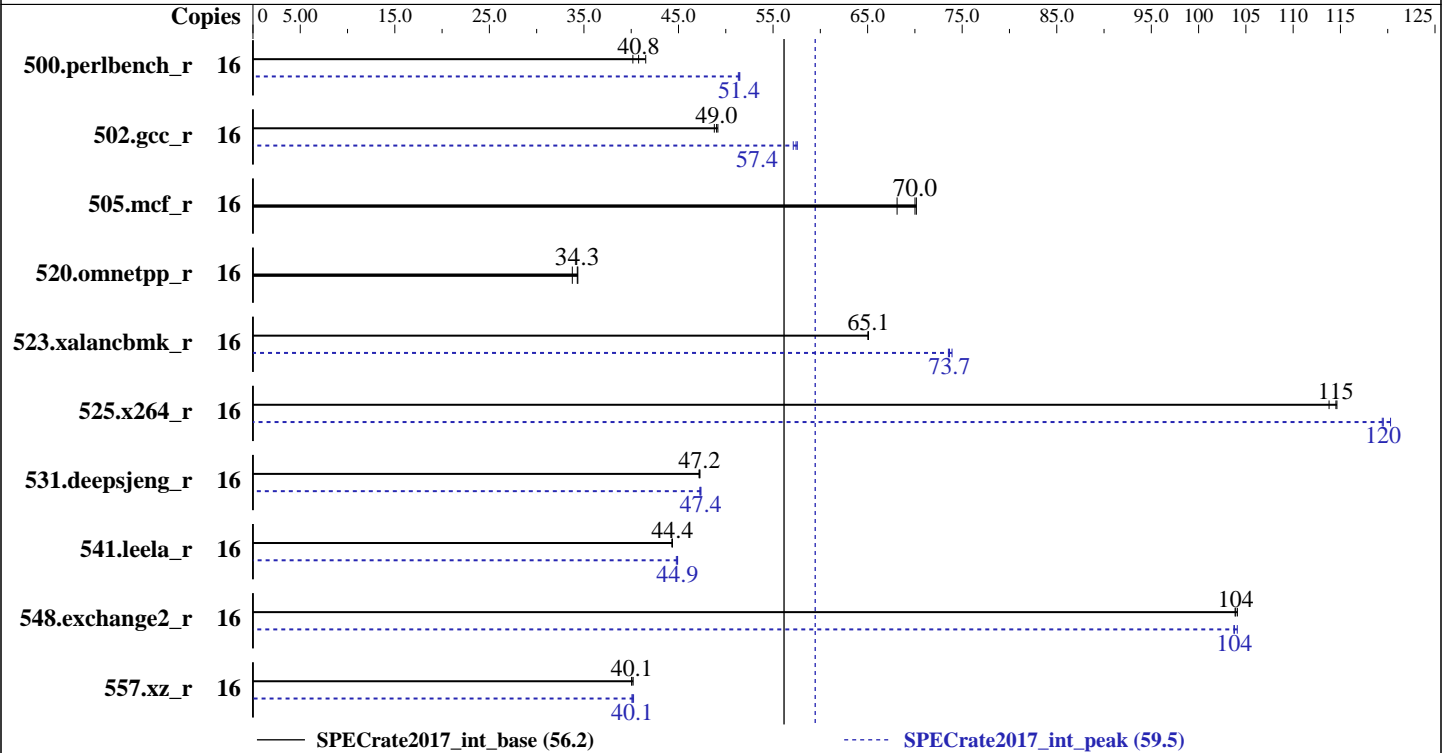 Copies 0 5.00 15.0 25.0 35.0 45.0 55.0 65.0 75.0 85.0 95.0 100 105 110 115 125
40.8
500.perlbench_r 16
51.4
49.0
502.gcc_r 16
57.4
70.0
505.mcf_r 16
34.3
520.omnetpp_r 16
65.1
523.xalancbmk_r 16
73.7
115
525.x264_r 16
120
47.2
531.deepsjeng_r 16
47.4
44.4
541.leela_r 16
44.9
104
548.exchange2_r 16
104
40.1
557.xz_r 16
40.1
SPECrate2017_int_base (56.2) SPECrate2017_int_peak (59.5)